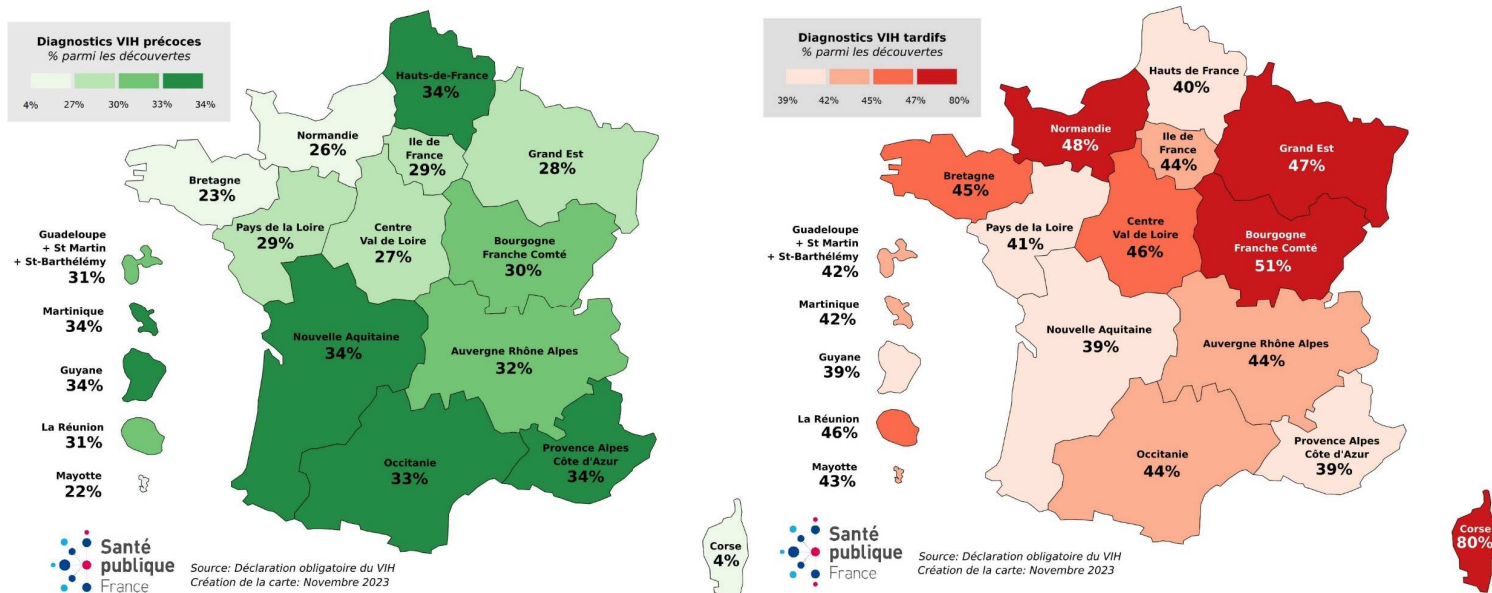 Diagnostics VIH précoces
% parmi les découvertes
4% 27% 30% 33% 34%
Hauts-de-France
34%
Normandie
26%
Ile de
France
29%
Grand Est
28%
Bretagne
23%
Pays de la Loire
29%
Centre
Val de Loire
27%
Bourgogne
Franche Comté
30%
Guadeloupe
+ St Martin
+ St-Barthélémy
31%
Martinique
34%
Nouvelle Aquitaine
34%
Auvergne Rhône Alpes
32%
Guyane
34%
La Réunion
31%
Occitanie
33%
Provence Alpes
Côte d'Azur
34%
Mayotte
22%
Corse
4%
Santé
publique
France
Source: Déclaration obligatoire du VIH
Création de la carte: Novembre 2023
Diagnostics VIH tardifs
% parmi les découvertes
39% 42% 45% 47% 80%
Hauts de France
40%
Normandie
48%
Ile de
France
44%
Grand Est
47%
Bretagne
45%
Pays de la Loire
41%
Centre
Val de Loire
46%
Bourgogne
Franche Comté
51%
Guadeloupe
+ St Martin
+ St-Barthélémy
42%
Martinique
42%
Nouvelle Aquitaine
39%
Auvergne Rhône Alpes
44%
Guyane
39%
La Réunion
46%
Occitanie
44%
Provence Alpes
Côte d'Azur
39%
Mayotte
43%
Corse
80%
Santé
publique
France
Source: Déclaration obligatoire du VIH
Création de la carte: Novembre 2023